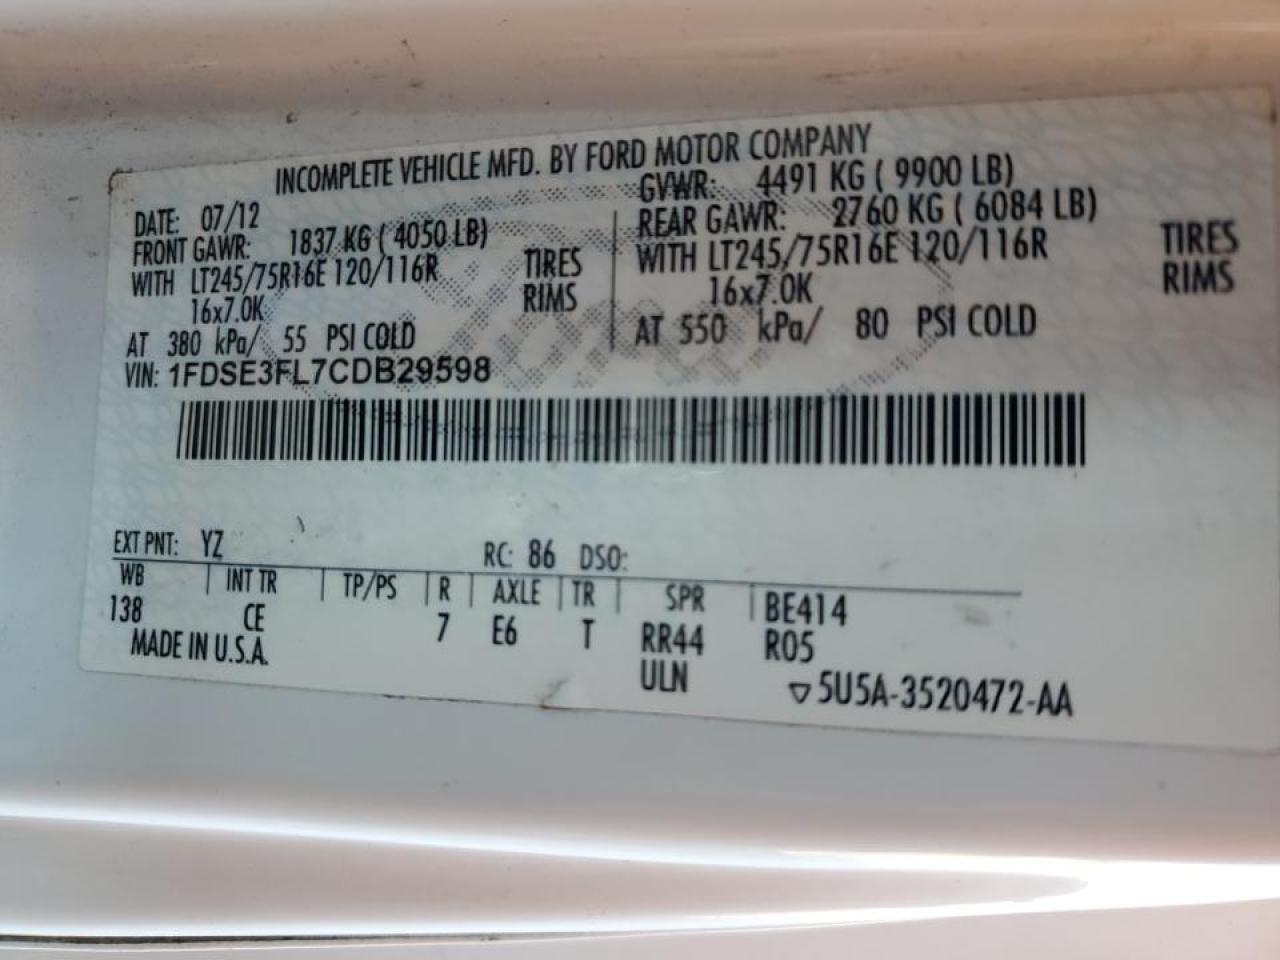 INCOMPLETE VEHICLE MFD. BY FORD MOTOR COMPANY
DATE: 07/12 GVWR: 4491 KG ( 9900 LB)
FRONT GAWR: 1837 KG ( 4050 LB) REAR GAWR: 2760 KG ( 6084 LB)
WITH LT245/75R16E 120/116R TIRES WITH LT245/75R16E 120/116R TIRES
16x7.0K RIMS 16x7.0K RIMS
AT 380 kPa/ 55 PSI COLD AT 550 kPa/ 80 PSI COLD
VIN: 1FDSE3FL7CDB29598
EXT PNT: YZ RC: 86 DSO:
WB INT TR TP/PS R AXLE TR SPR BE414
138 CE 7 E6 T RR44 R05
MADE IN U.S.A. ULN ▽5U5A-3520472-AA